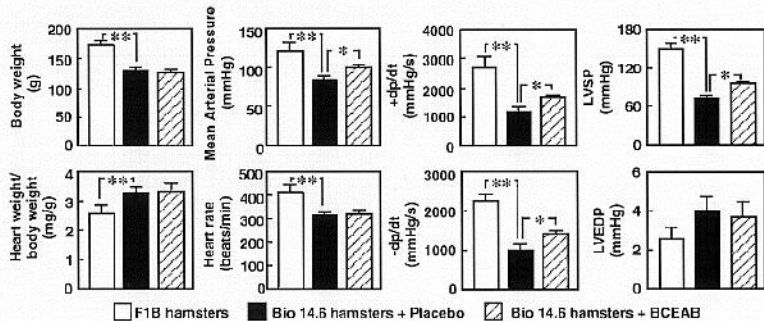 Body weight
(g)
200
150
100
50
0
**
Mean Arterial Pressure
(mmHg)
150
100
50
0
**
*
+dp/dt
(mmHg/s)
4000
3000
2000
1000
0
**
*
LVSP
(mmHg)
180
120
60
0
**
*
Heart weight/
body weight
(mg/g)
4
3
2
1
0
**
Heart rate
(beats/min)
500
400
300
200
100
0
**
-dp/dt
(mmHg/s)
3000
2000
1000
0
**
*
LVEDP
(mmHg)
6
4
2
0
F1B hamsters Bio 14.6 hamsters + Placebo Bio 14.6 hamsters + BCEAB